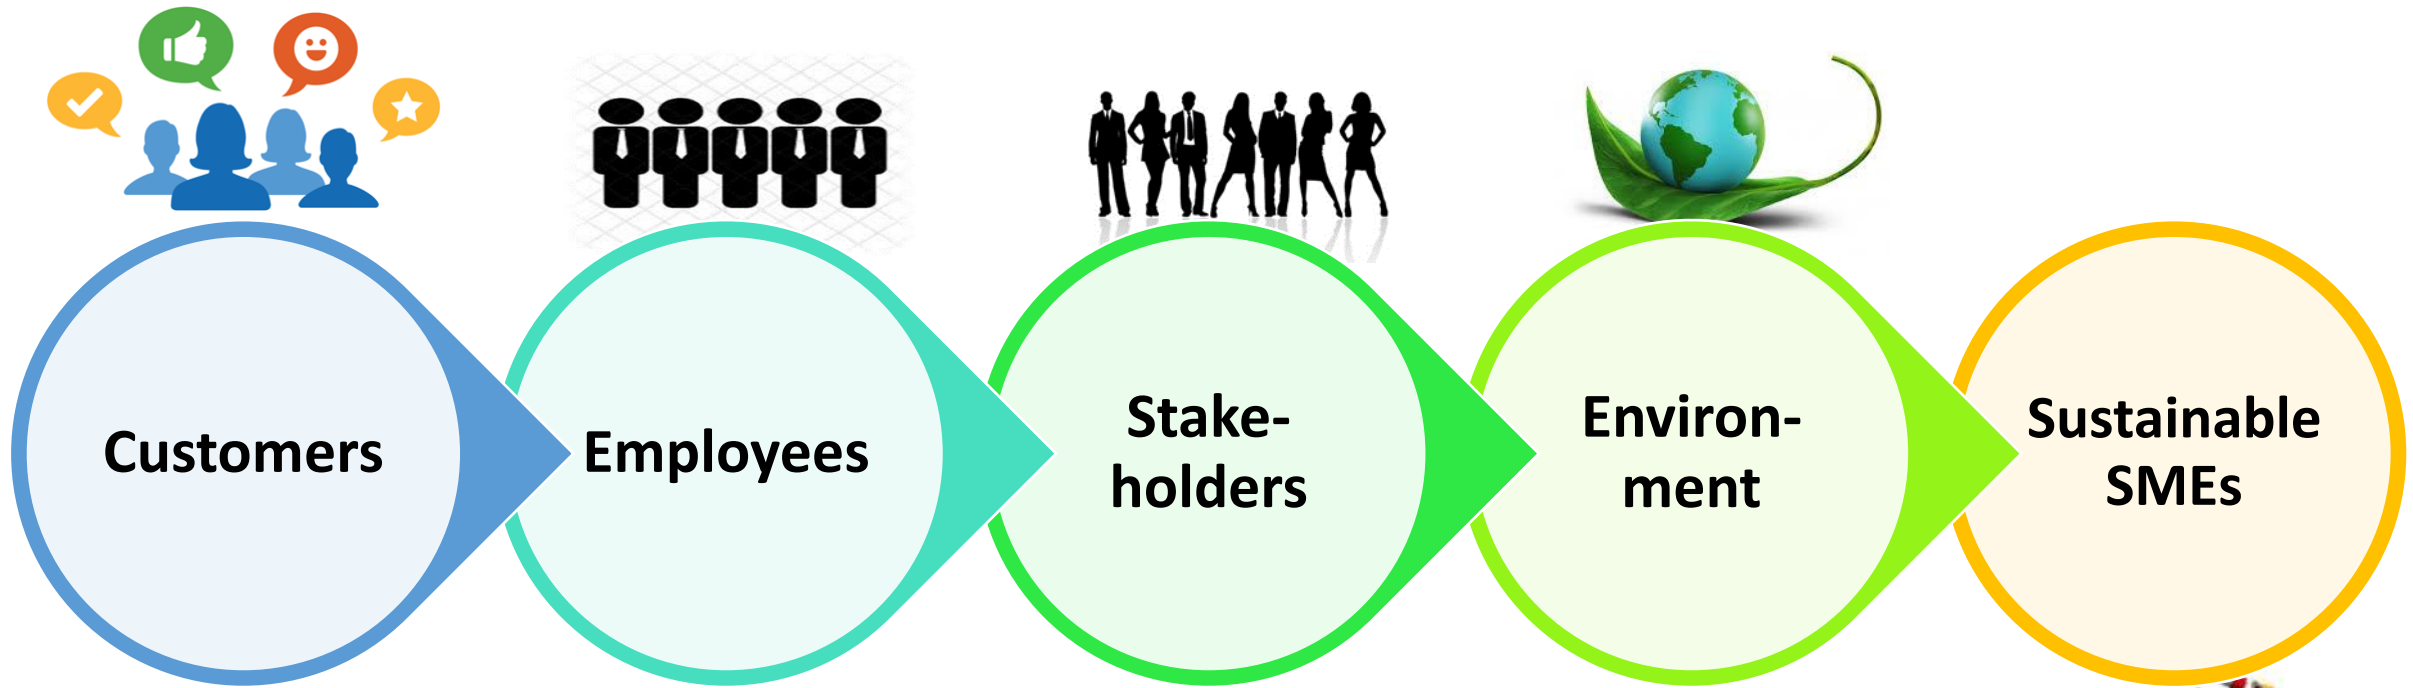 Customers
Employees
Stake-
holders
Environ-
ment
Sustainable
SMEs